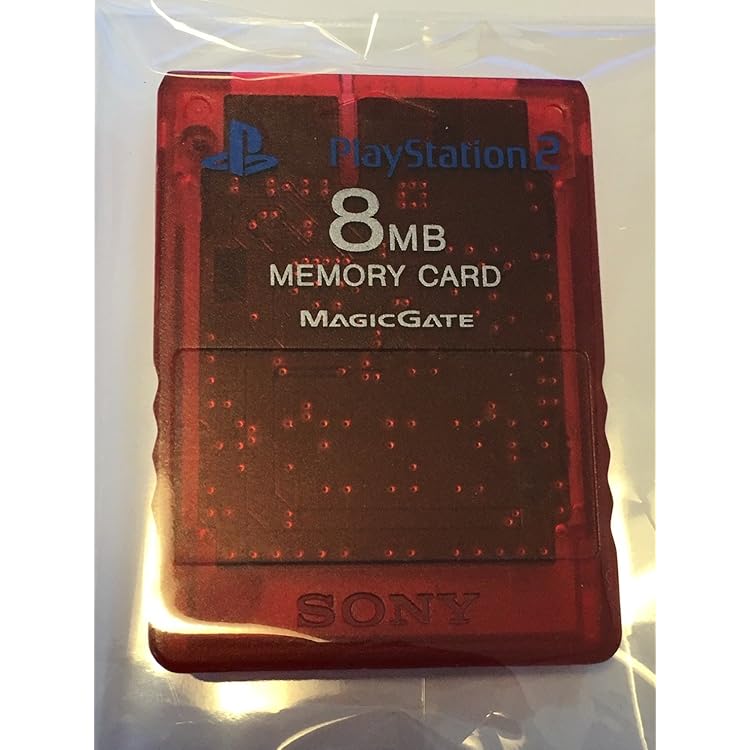 PlayStation 2
8MB
MEMORY CARD
MAGICGATE
SONY